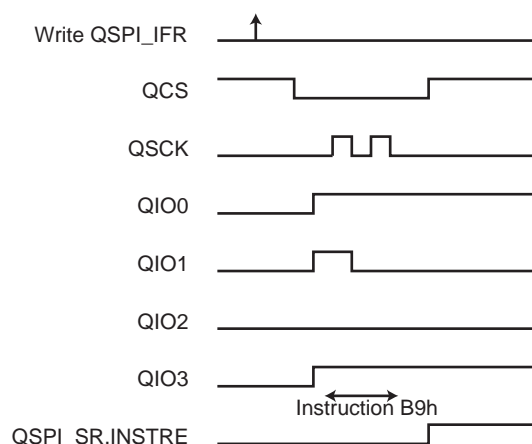 Write QSPI_IFR
QCS
QSCK
QIO0
QIO1
QIO2
QIO3
Instruction B9h
QSPI_SR.INSTRE